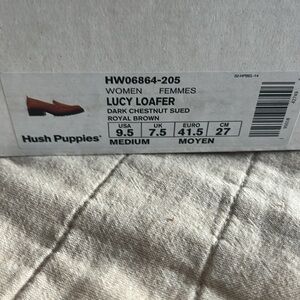 HW06864-205
WOMEN FEMMES
LUCY LOAFER
DARK CHESTNUT SUED
ROYAL BROWN
USA UK EURO CM
9.5 7.5 41.5 27
MEDIUM MOYEN
Hush Puppies